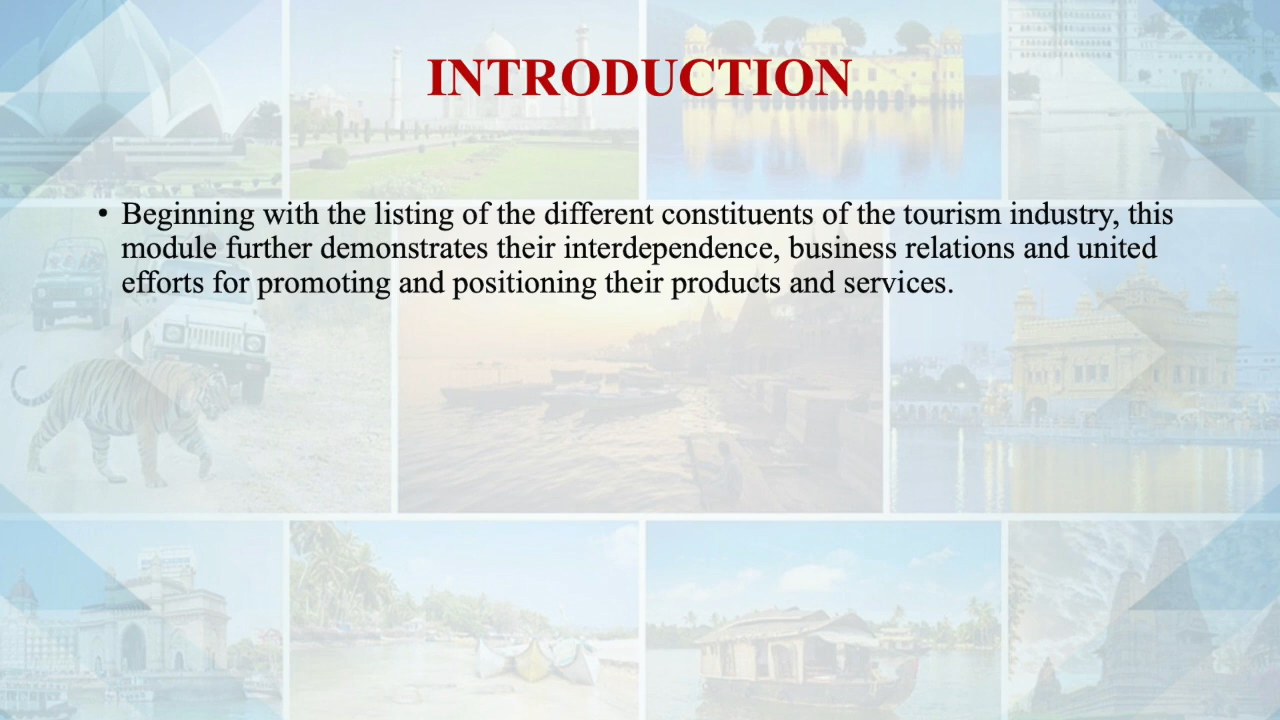 INTRODUCTION
• Beginning with the listing of the different constituents of the tourism industry, this
module further demonstrates their interdependence, business relations and united
efforts for promoting and positioning their products and services.